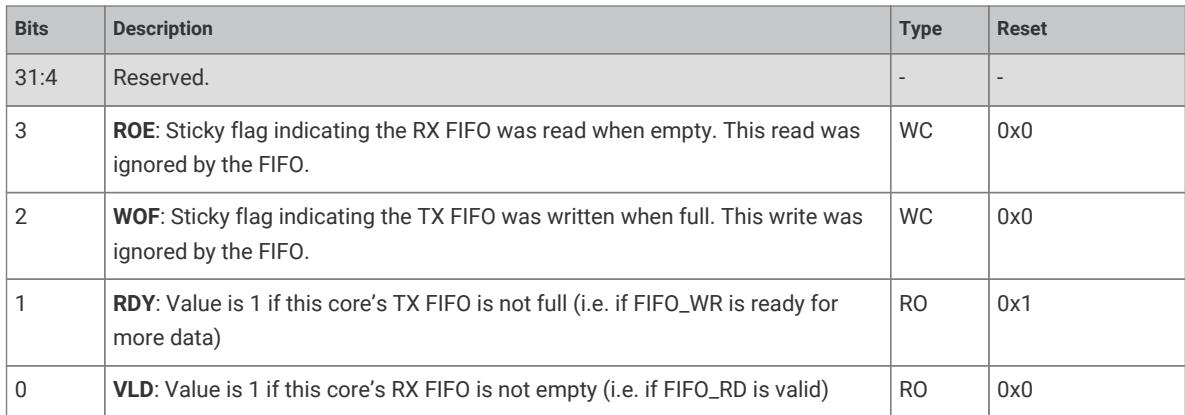 Bits Description Type Reset
31:4 Reserved. - -
3 ROE: Sticky flag indicating the RX FIFO was read when empty. This read was WC 0x0
ignored by the FIFO.
2 WOF: Sticky flag indicating the TX FIFO was written when full. This write was WC 0x0
ignored by the FIFO.
1 RDY: Value is 1 if this core’s TX FIFO is not full (i.e. if FIFO_WR is ready for RO 0x1
more data)
0 VLD: Value is 1 if this core’s RX FIFO is not empty (i.e. if FIFO_RD is valid) RO 0x0